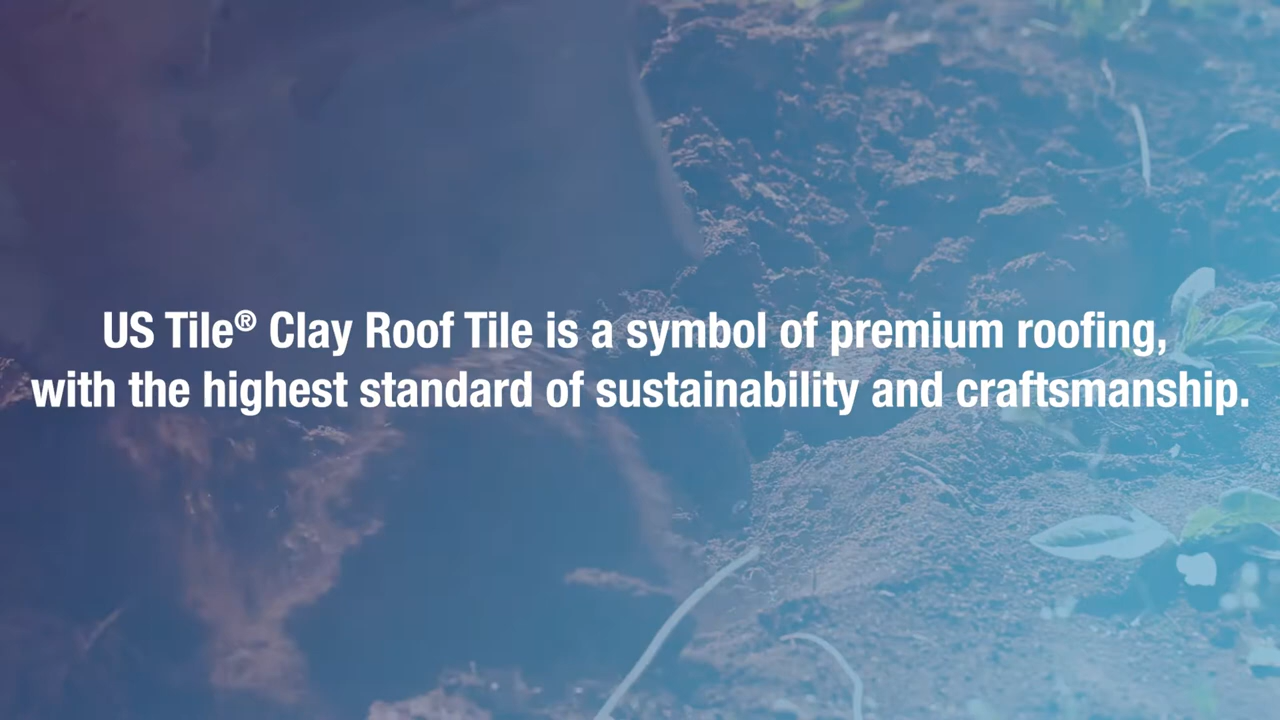 US Tile® Clay Roof Tile is a symbol of premium roofing,
with the highest standard of sustainability and craftsmanship.